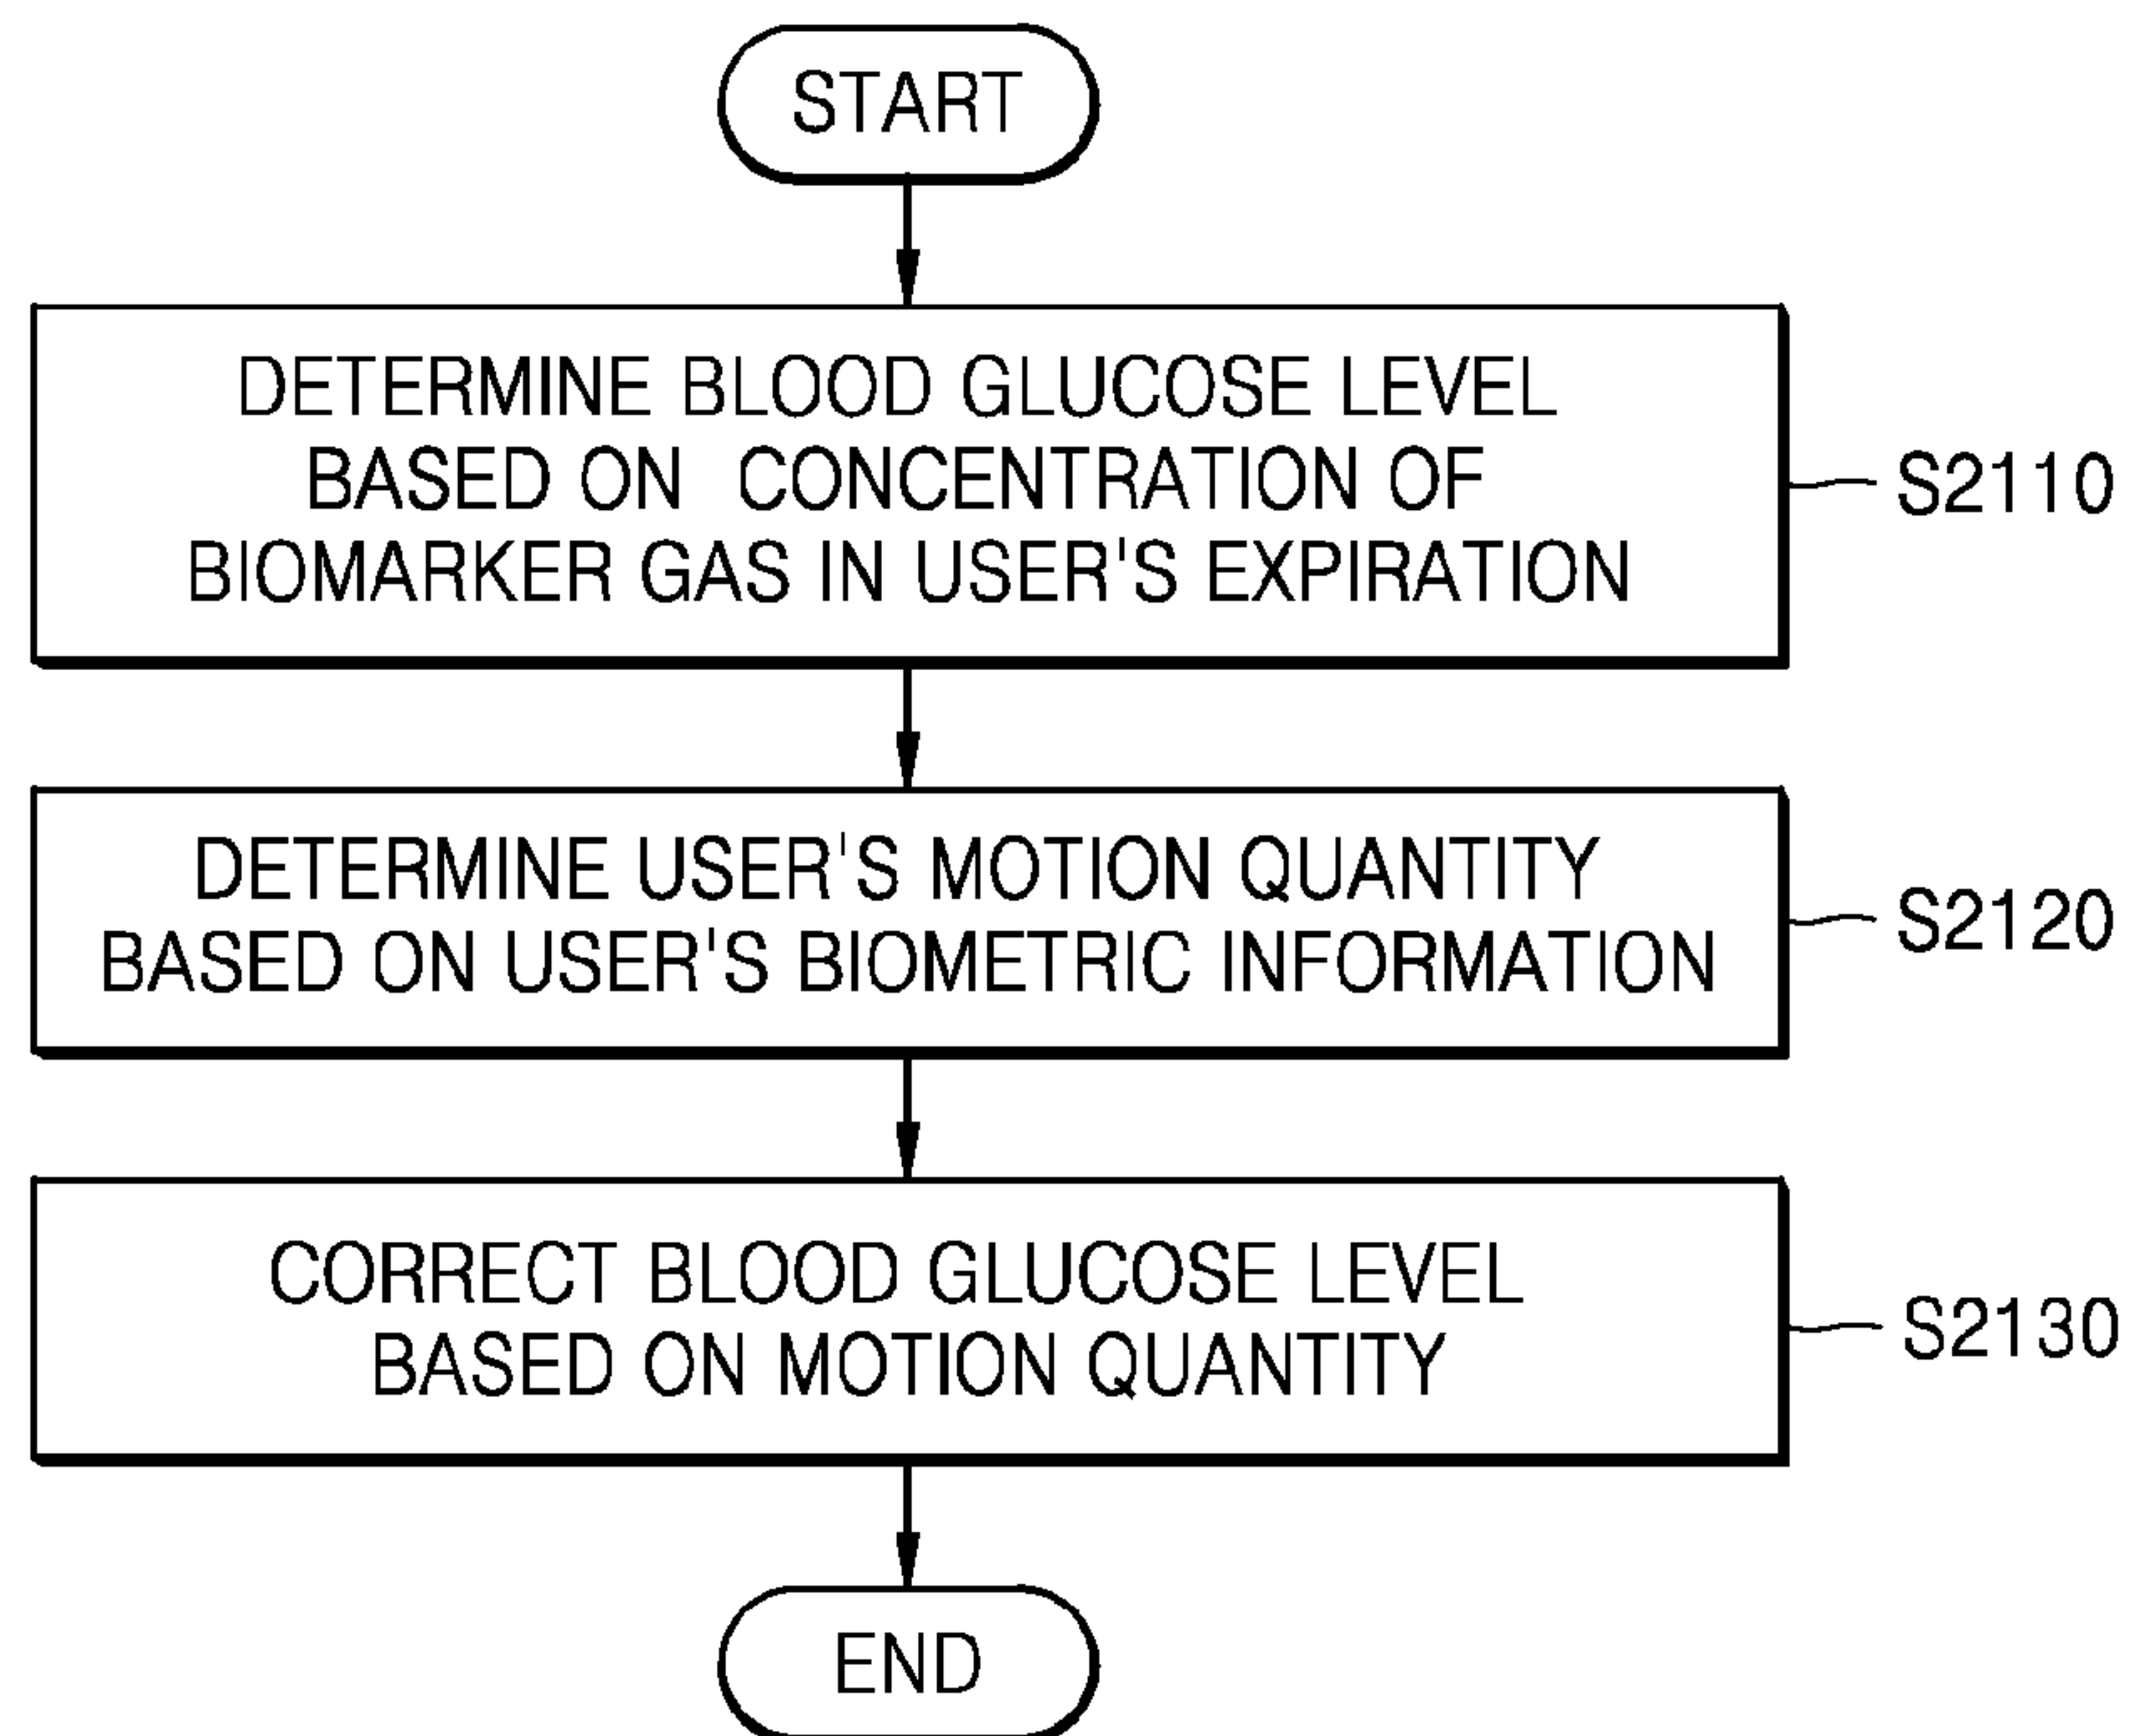 START
DETERMINE BLOOD GLUCOSE LEVEL
BASED ON CONCENTRATION OF
BIOMARKER GAS IN USER'S EXPIRATION
S2110
DETERMINE USER'S MOTION QUANTITY
BASED ON USER'S BIOMETRIC INFORMATION
S2120
CORRECT BLOOD GLUCOSE LEVEL
BASED ON MOTION QUANTITY
S2130
END